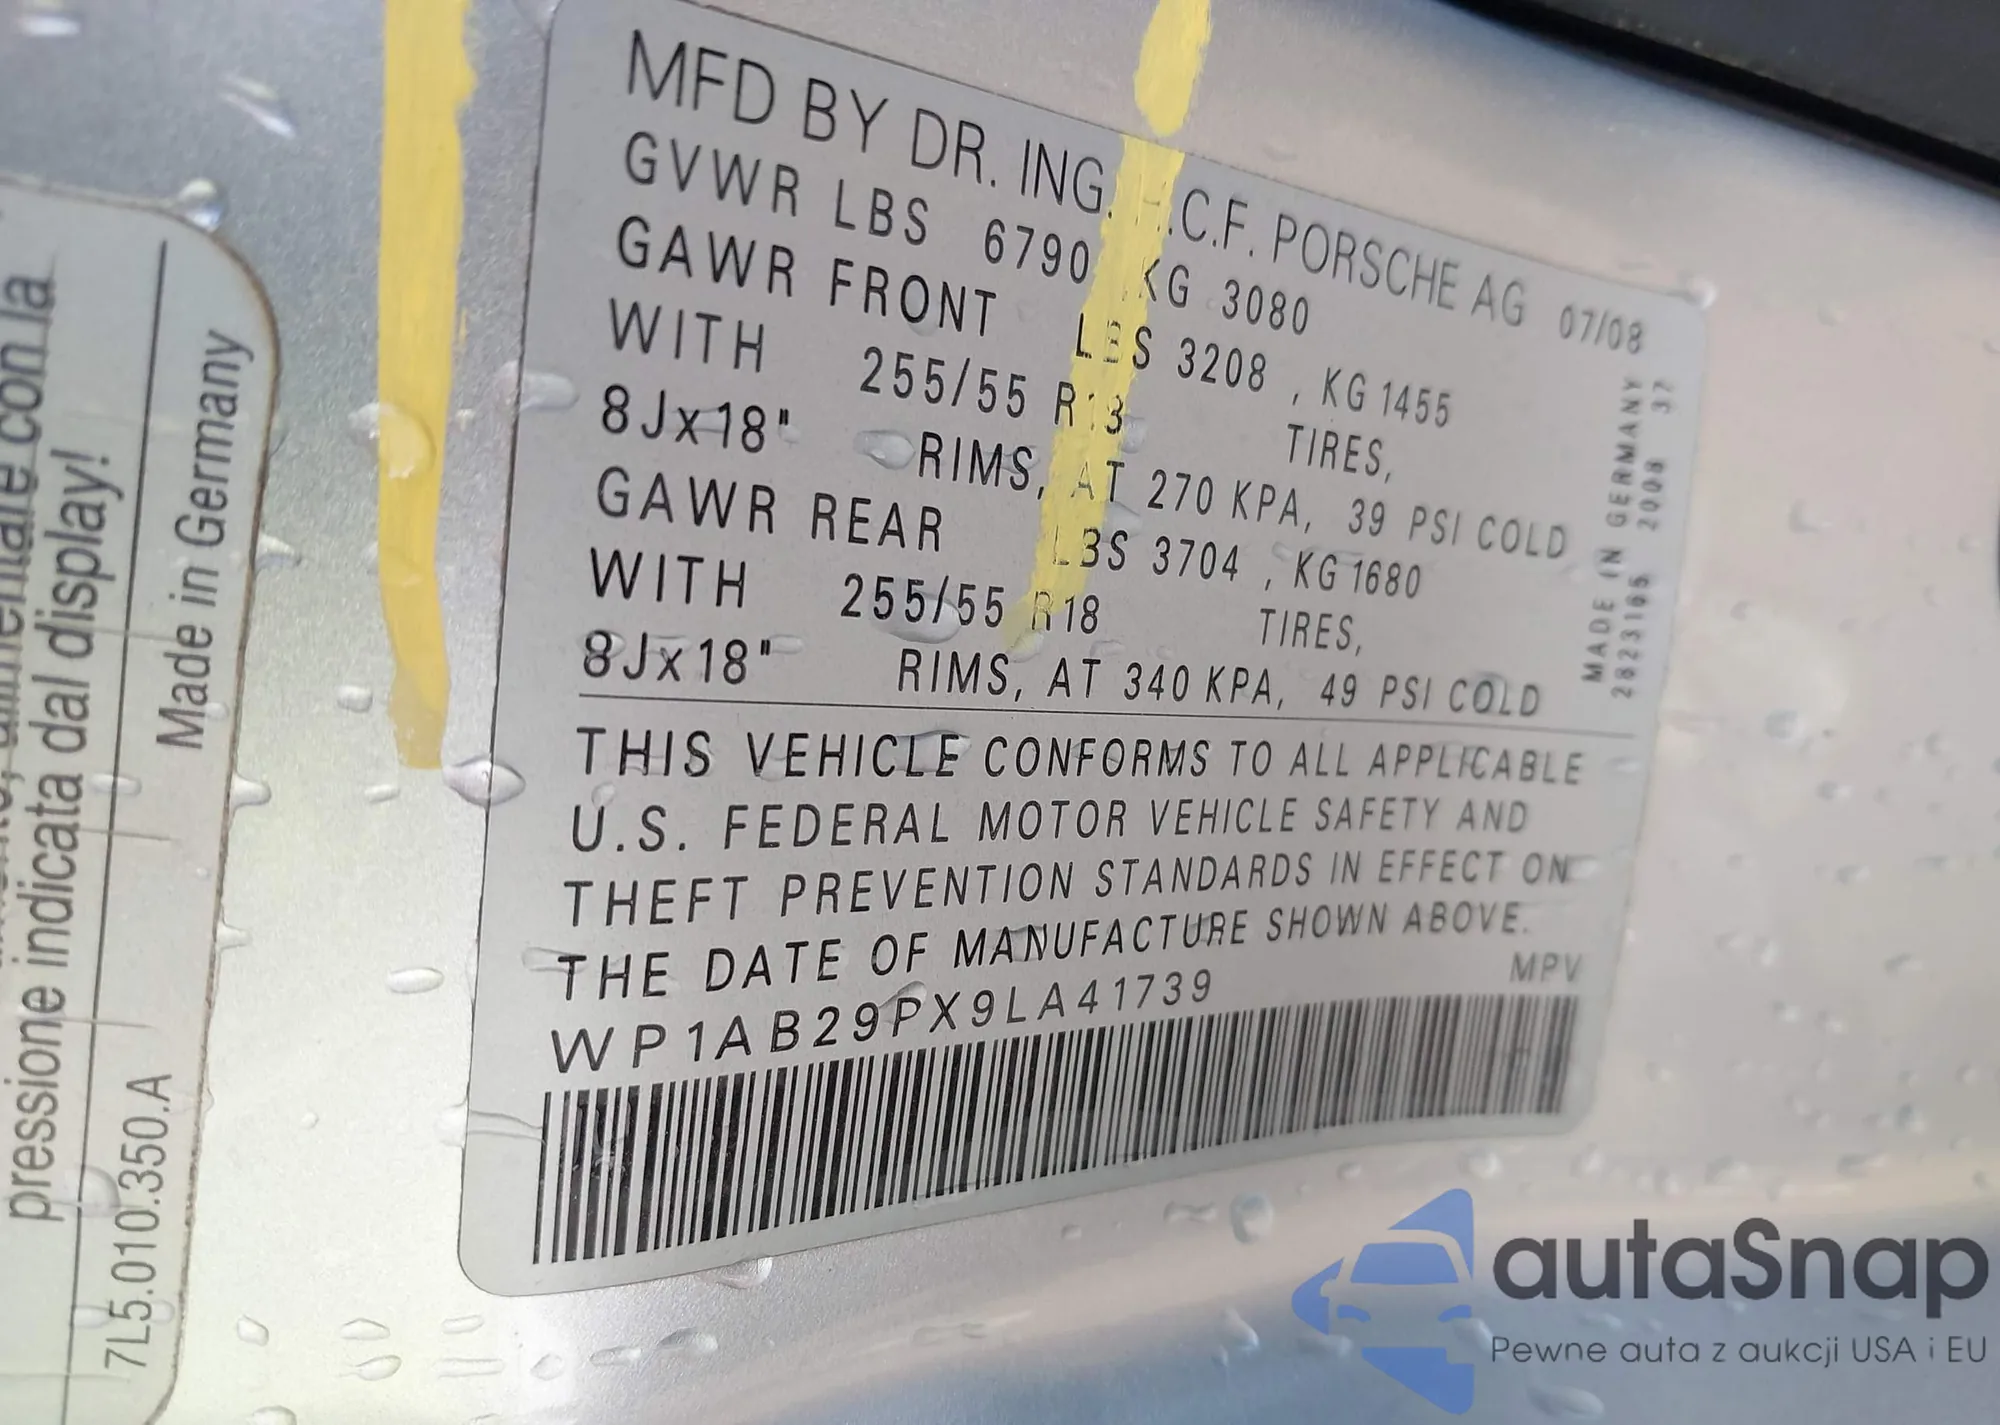 MFD BY DR. ING. .C.F. PORSCHE AG 07/08
GVWR LBS 6790 KG 3080
GAWR FRONT LBS 3208 , KG 1455
WITH 255/55 R18 TIRES,
8Jx18" RIMS, AT 270 KPA, 39 PSI COLD
GAWR REAR LBS 3704 , KG 1680
WITH 255/55 R18 TIRES,
8Jx18" RIMS, AT 340 KPA, 49 PSI COLD
MADE IN GERMANY
28223165 2008 37
THIS VEHICLE CONFORMS TO ALL APPLICABLE
U.S. FEDERAL MOTOR VEHICLE SAFETY AND
THEFT PREVENTION STANDARDS IN EFFECT ON
THE DATE OF MANUFACTURE SHOWN ABOVE.
WP1AB29PX9LA41739 MPV
con la
pressione indicata dal display!
7L5.010.350.A Made in Germany
autaSnap
Pewne auta z aukcji USA i EU